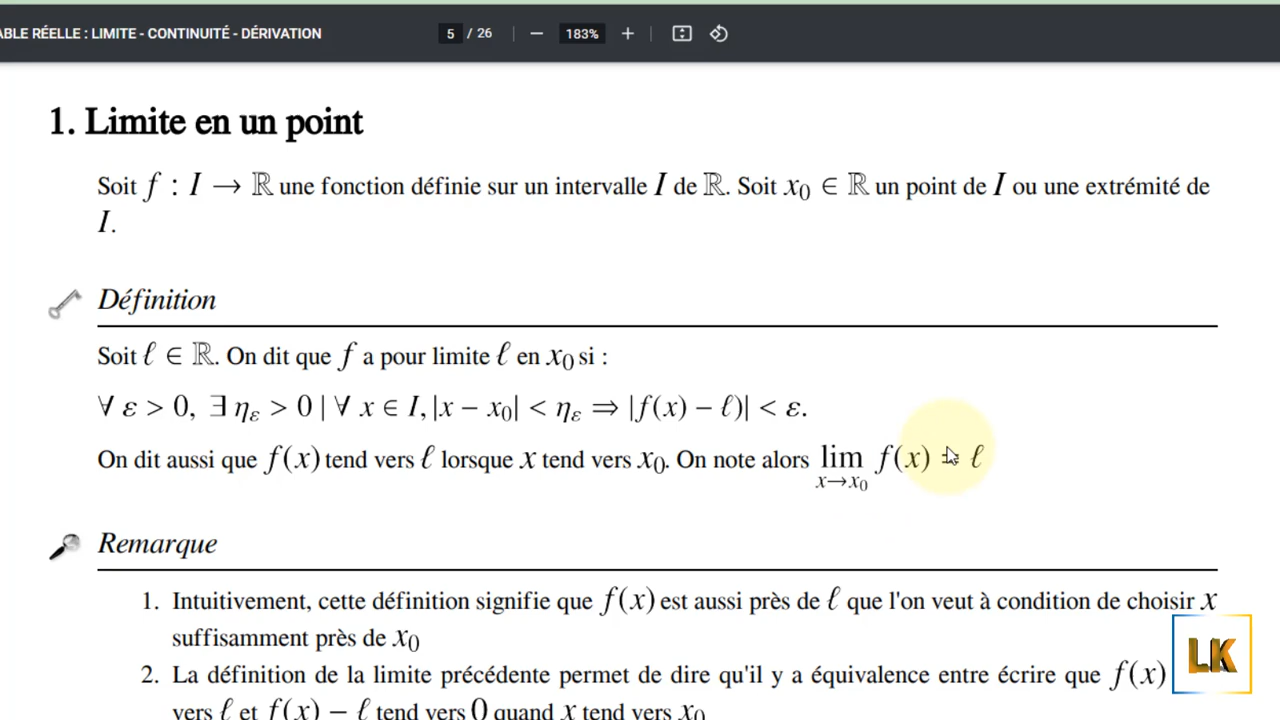 ABLE RÉELLE : LIMITE - CONTINUITÉ - DÉRIVATION 5 / 26 — 183% +
1. Limite en un point
Soit f : I → ℝ une fonction définie sur un intervalle I de ℝ. Soit x₀ ∈ ℝ un point de I ou une extrémité de
I.
Définition
Soit ℓ ∈ ℝ. On dit que f a pour limite ℓ en x₀ si :
∀ ε > 0, ∃ η_ε > 0 | ∀ x ∈ I, |x − x₀| < η_ε ⇒ |f(x) − ℓ)| < ε.
On dit aussi que f(x) tend vers ℓ lorsque x tend vers x₀. On note alors lim f(x) = ℓ
x→x₀
Remarque
1. Intuitivement, cette définition signifie que f(x) est aussi près de ℓ que l'on veut à condition de choisir x
suffisamment près de x₀
2. La définition de la limite précédente permet de dire qu'il y a équivalence entre écrire que f(x)
vers ℓ et f(x) − ℓ tend vers 0 quand x tend vers x₀
LK